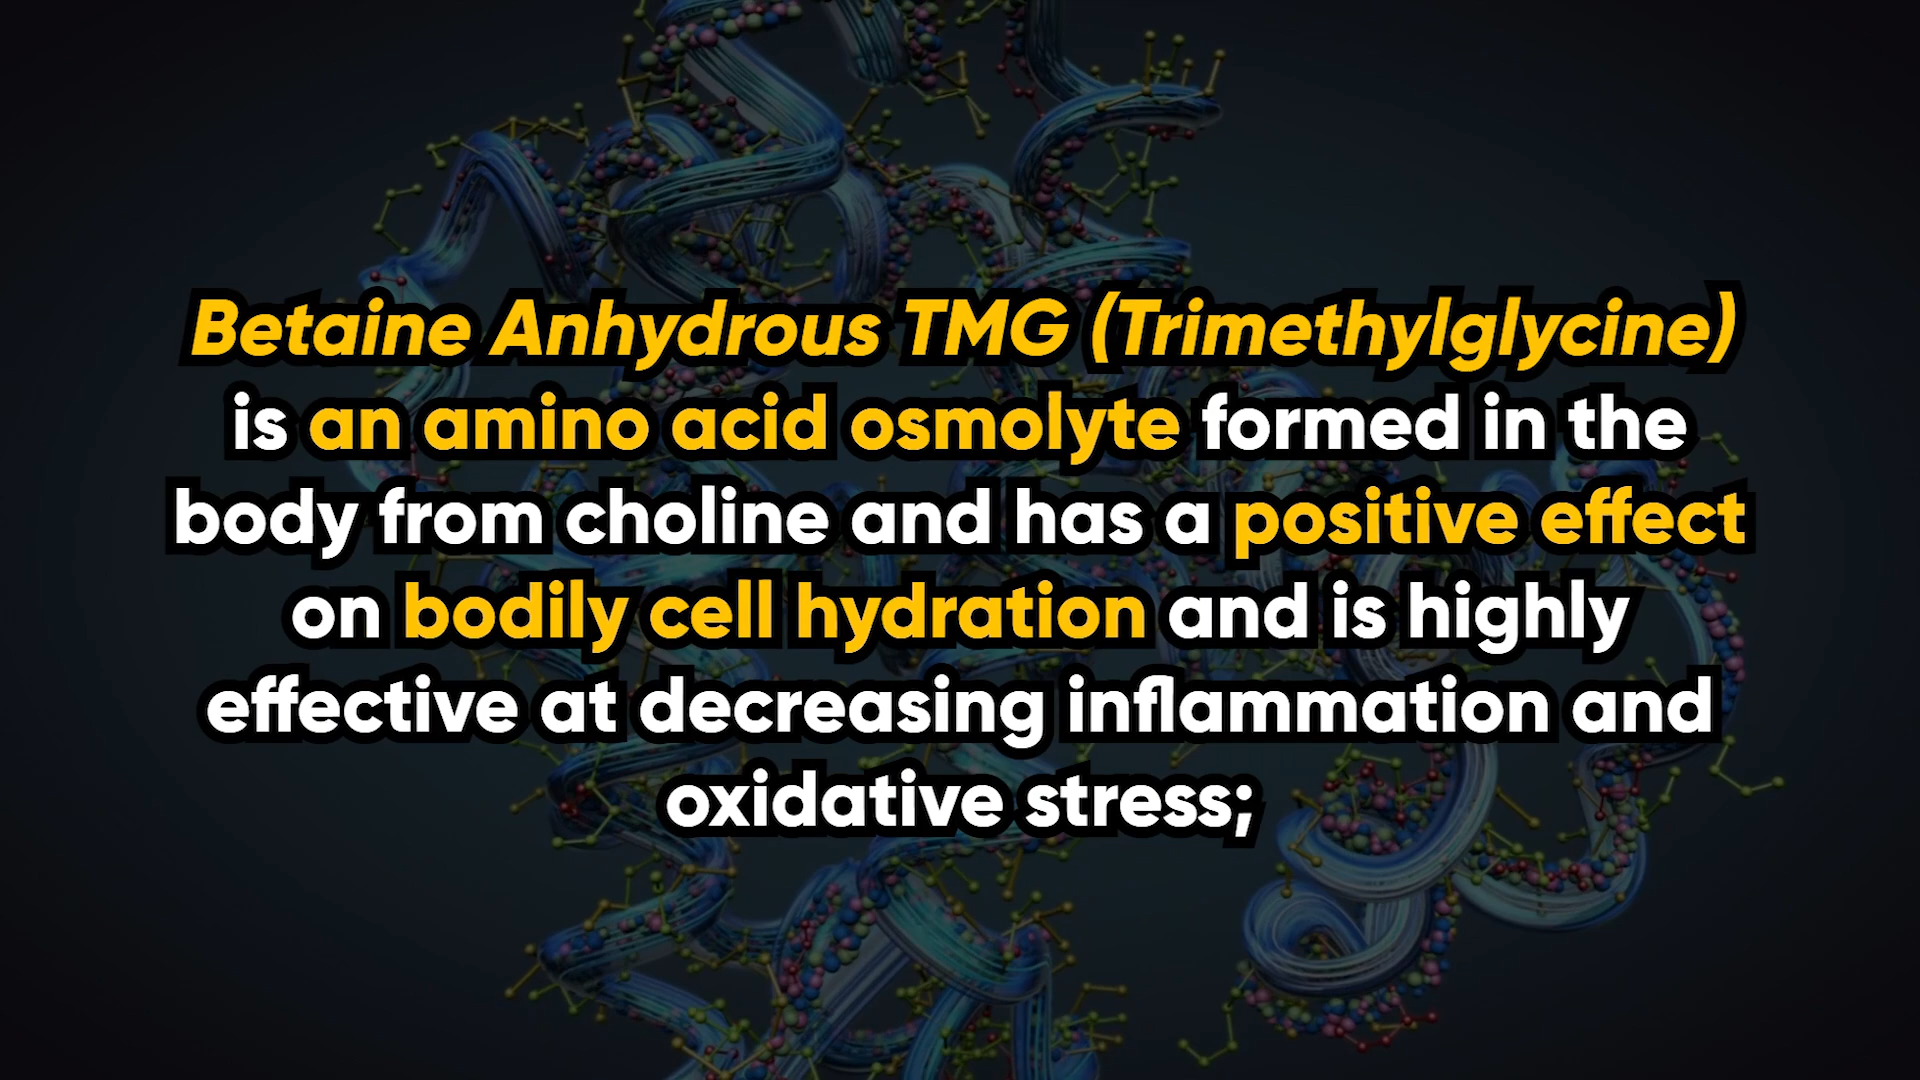 Betaine Anhydrous TMG (Trimethylglycine)
is an amino acid osmolyte formed in the
body from choline and has a positive effect
on bodily cell hydration and is highly
effective at decreasing inflammation and
oxidative stress;